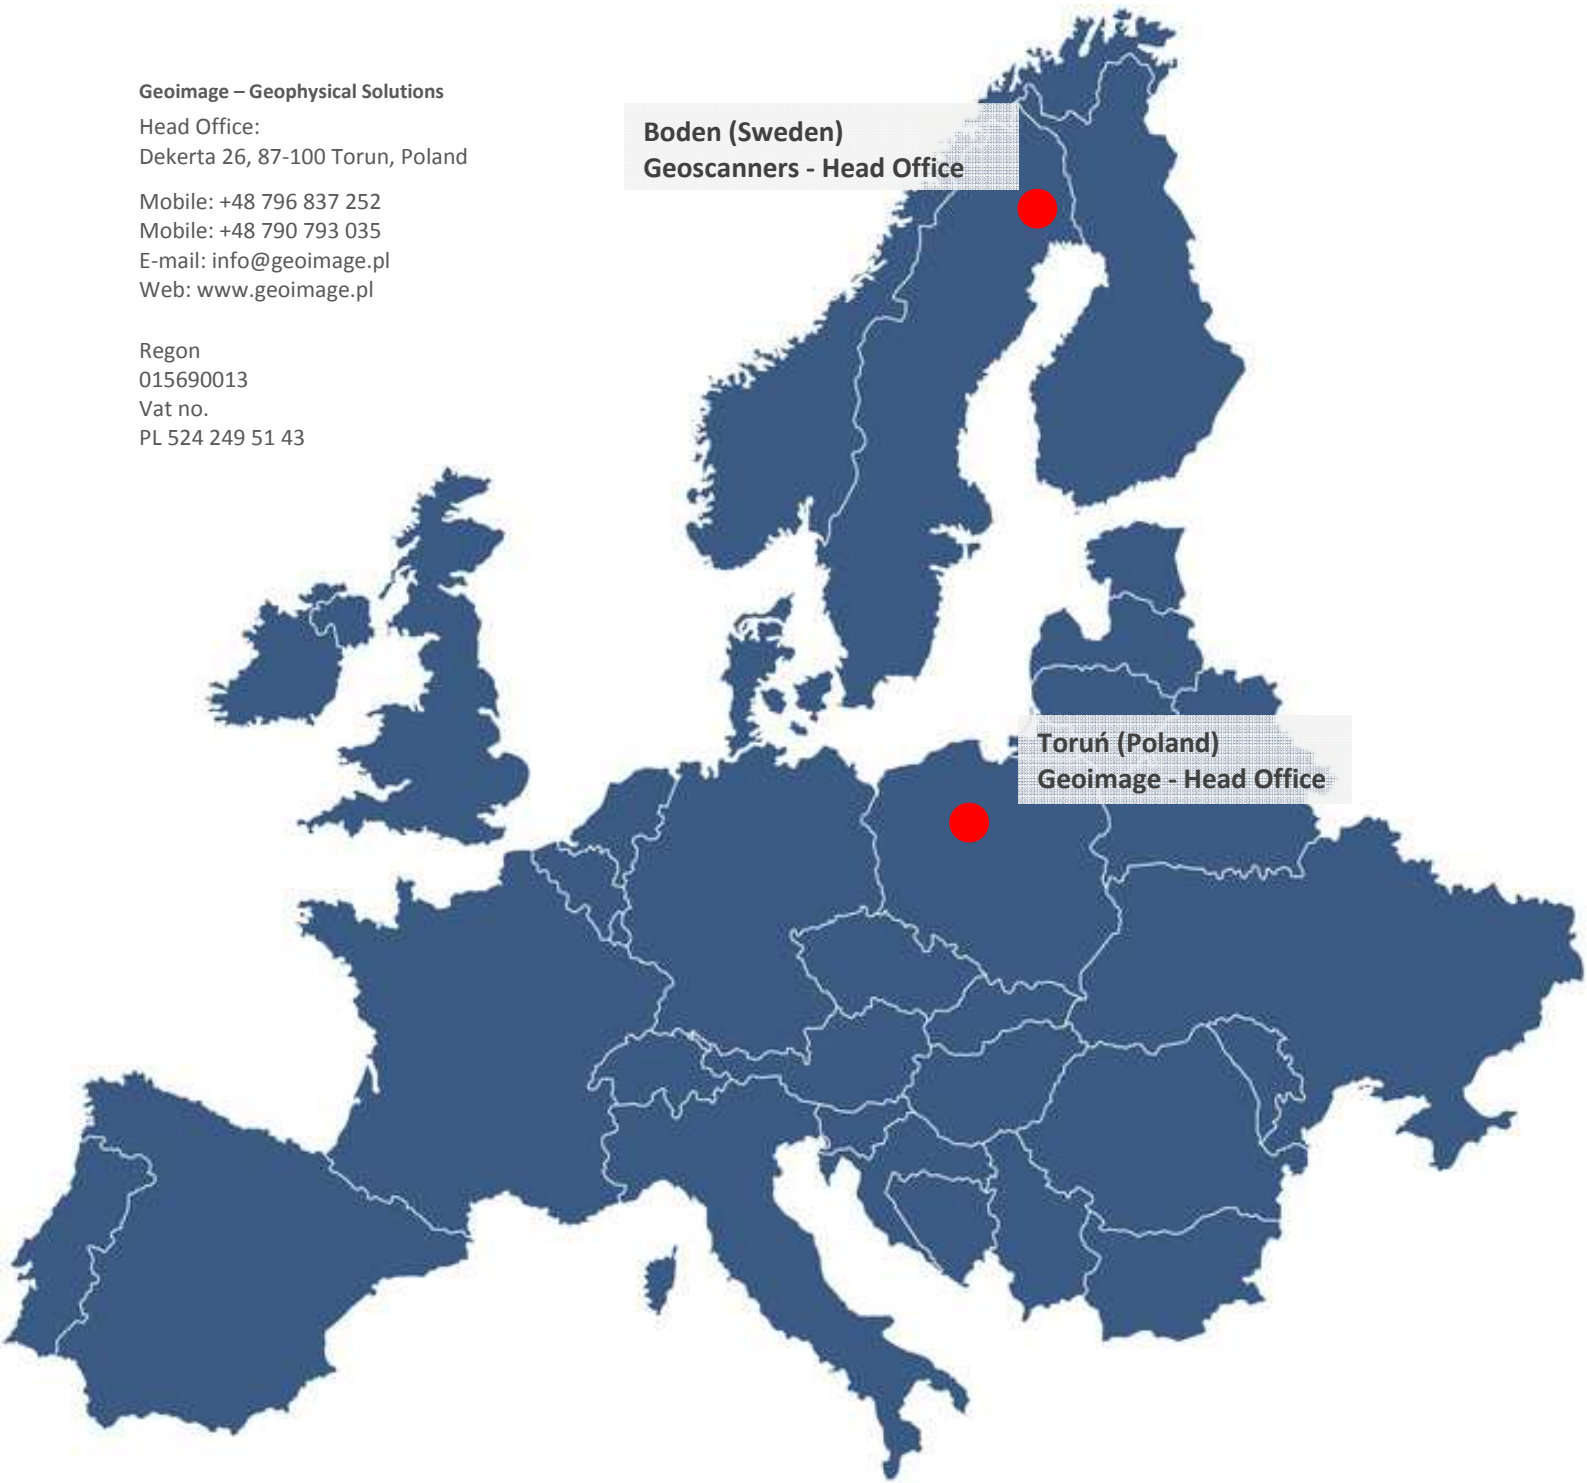 Geoimage – Geophysical Solutions
Head Office:
Dekerta 26, 87-100 Torun, Poland
Mobile: +48 796 837 252
Mobile: +48 790 793 035
E-mail: info@geoimage.pl
Web: www.geoimage.pl
Regon
015690013
Vat no.
PL 524 249 51 43
Boden (Sweden)
Geoscanners - Head Office
Toruń (Poland)
Geoimage - Head Office